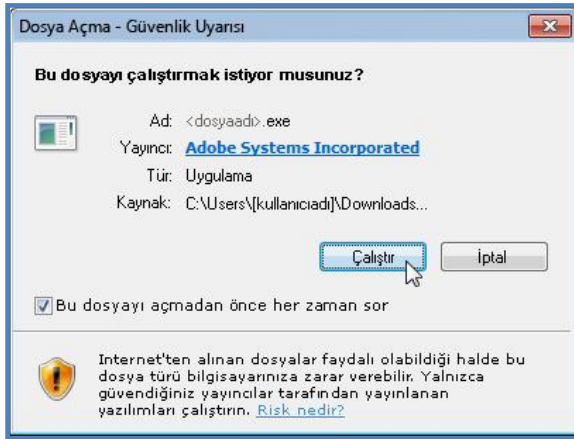 Dosya Açma - Güvenlik Uyarısı
Bu dosyayı çalıştırmak istiyor musunuz?
Ad: <dosyaadı>.exe
Yayıncı: Adobe Systems Incorporated
Tür: Uygulama
Kaynak: C:\Users\[kullanıcıadı]\Downloads...
Çalıştır İptal
Bu dosyayı açmadan önce her zaman sor
Internet'ten alınan dosyalar faydalı olabildiği halde bu
dosya türü bilgisayarınıza zarar verebilir. Yalnızca
güvendiğiniz yayıncılar tarafından yayınlanan
yazılımları çalıştırın. Risk nedir?